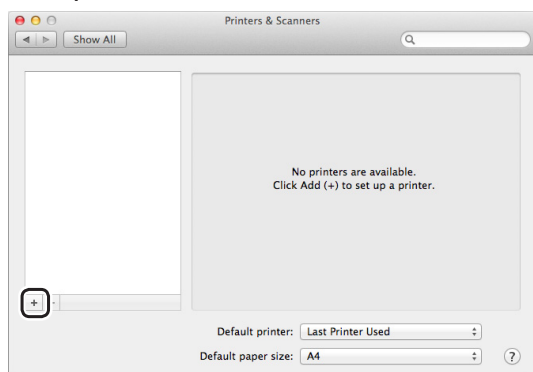 Printers & Scanners
Show All
No printers are available.
Click Add (+) to set up a printer.
+ -
Default printer: Last Printer Used
Default paper size: A4 ?